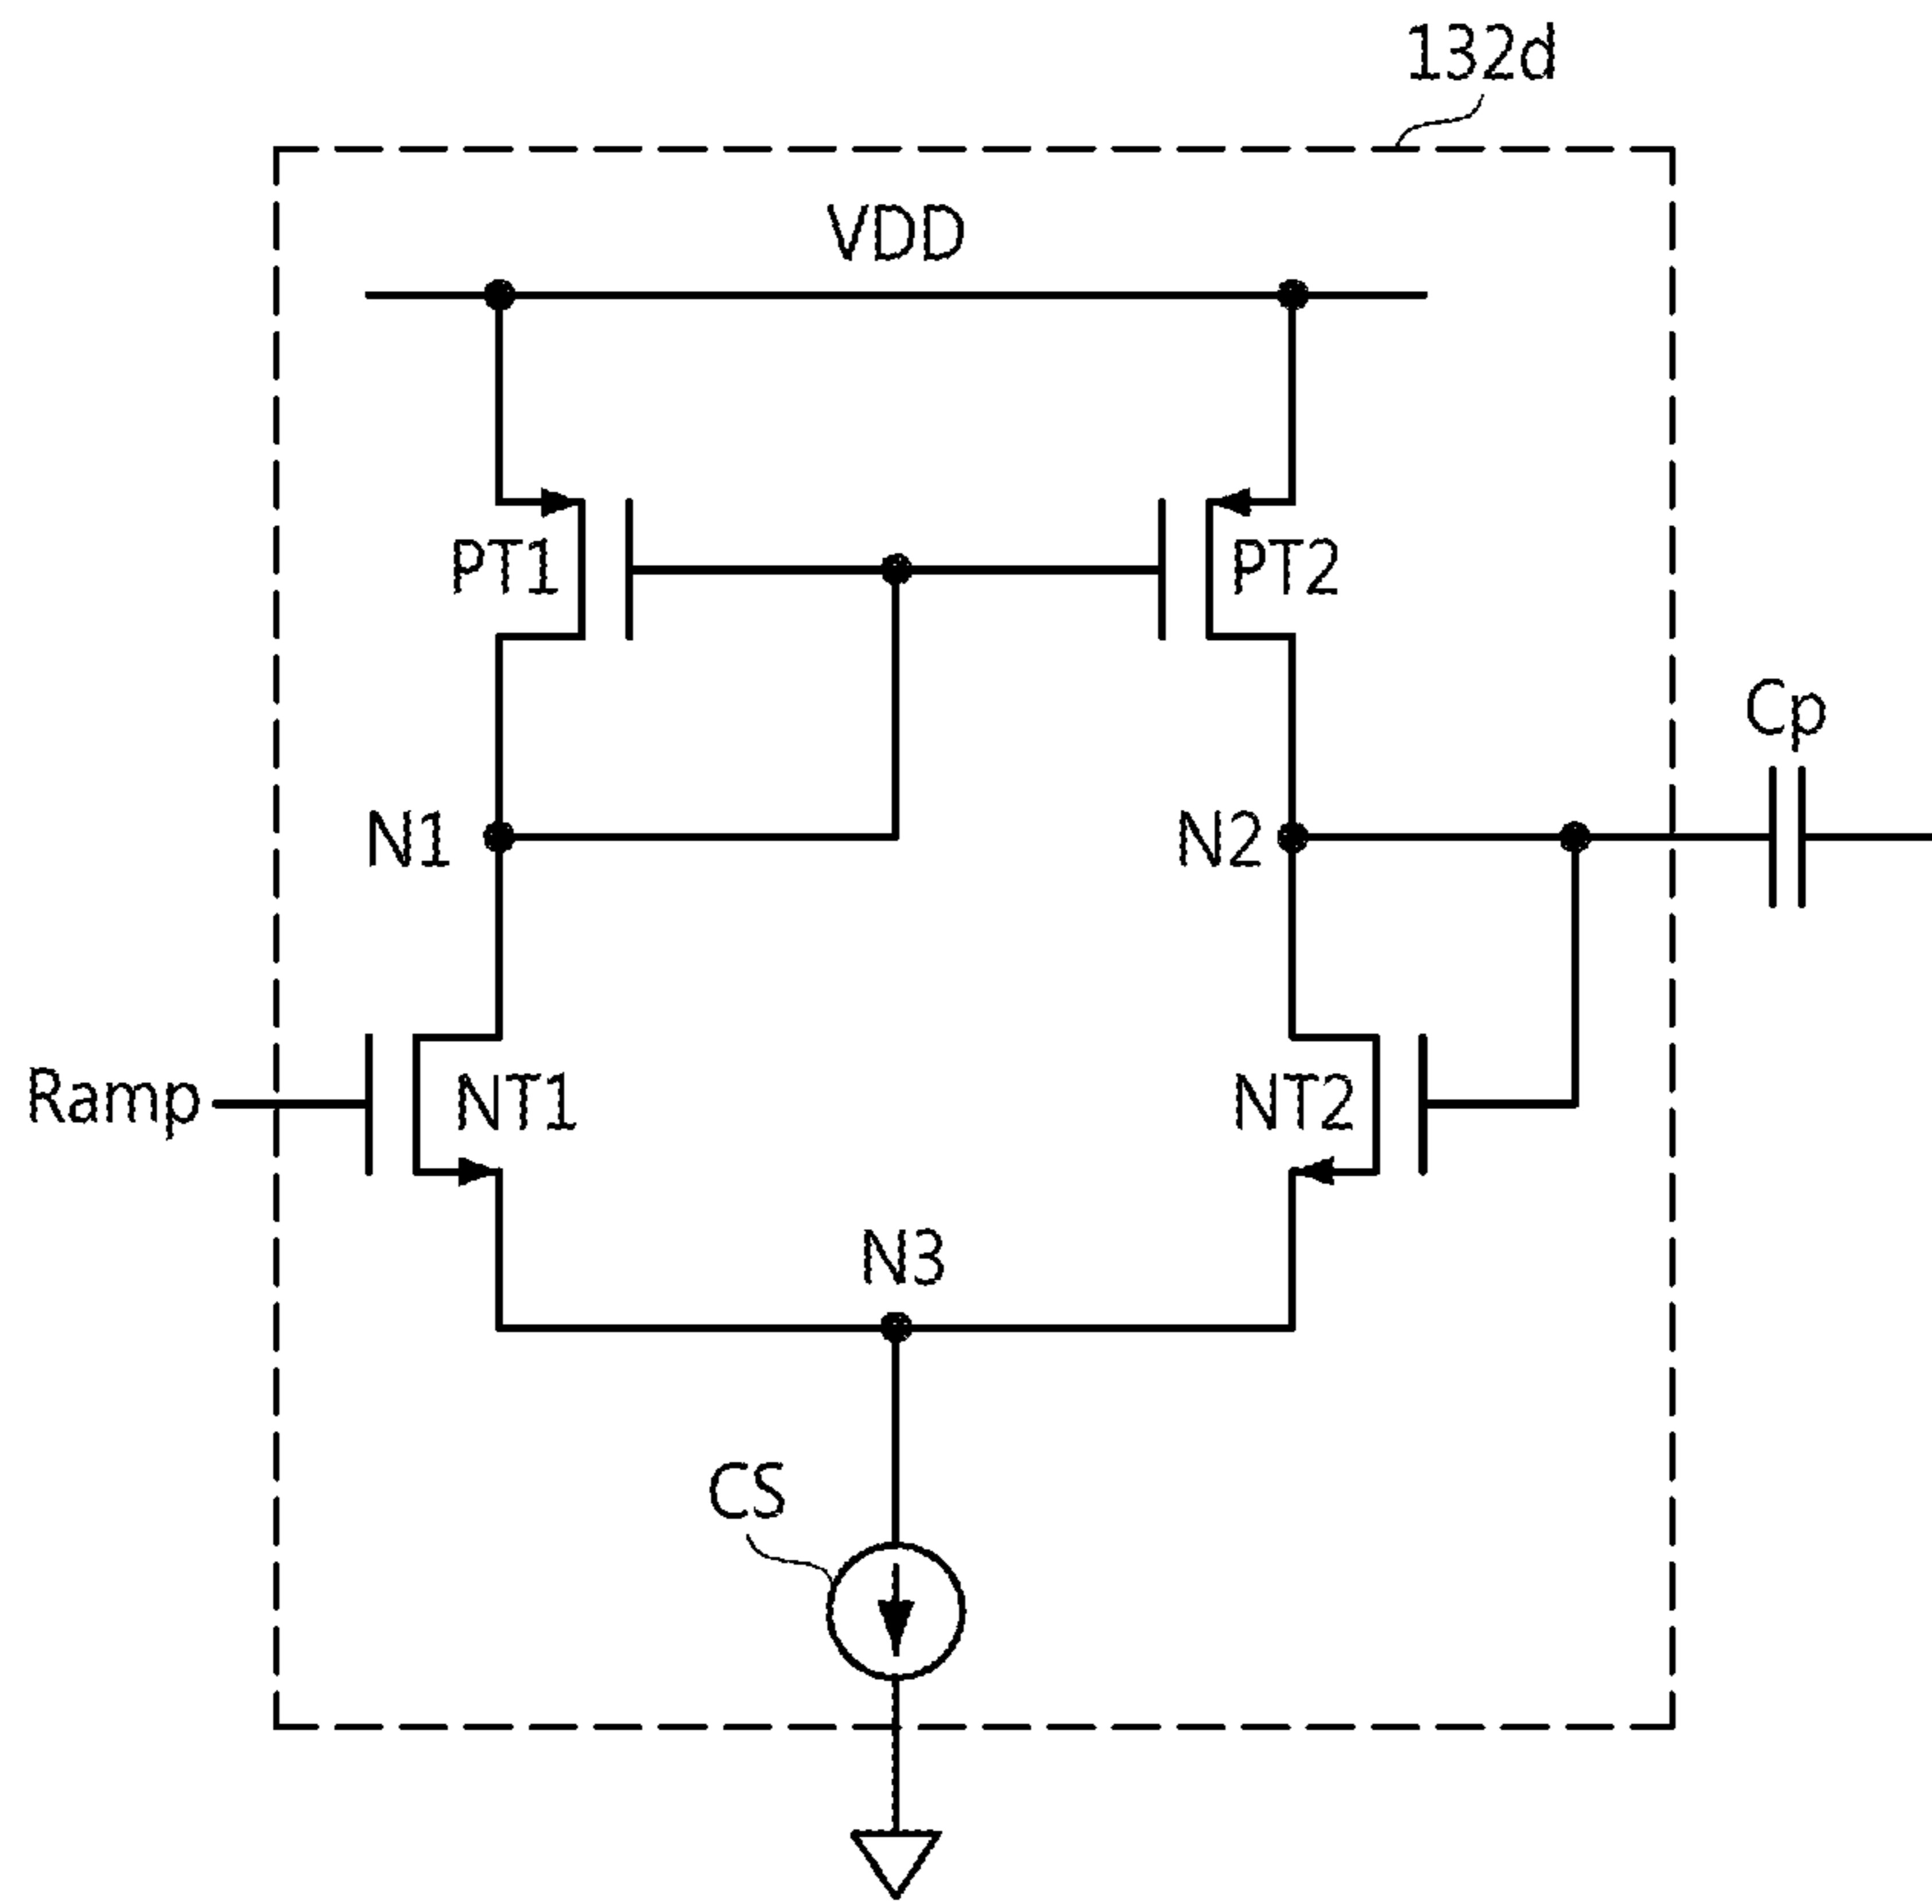 132d
VDD
PT1
PT2
Cp
N1
N2
Ramp
NT1
NT2
N3
CS